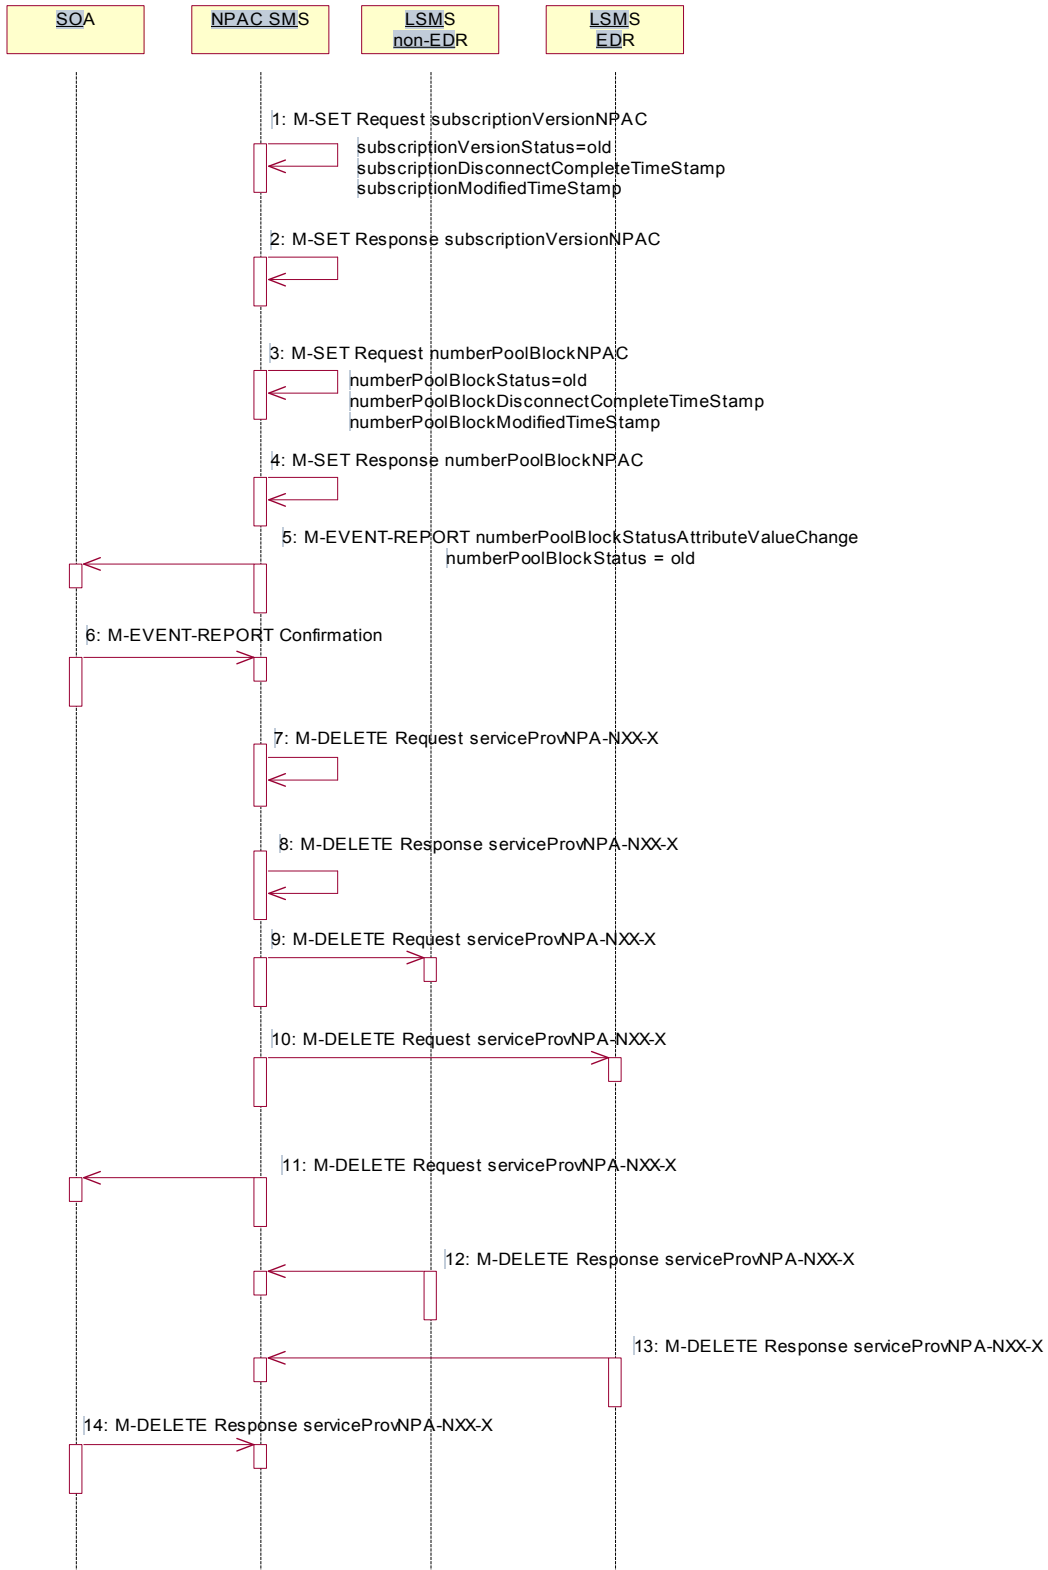 SOA
NPAC SMS
LSMS
non-EDR
LSMS
EDR
1: M-SET Request subscriptionVersionNPAC
subscriptionVersionStatus=old
subscriptionDisconnectCompleteTimeStamp
subscriptionModifiedTimeStamp
2: M-SET Response subscriptionVersionNPAC
3: M-SET Request numberPoolBlockNPAC
numberPoolBlockStatus=old
numberPoolBlockDisconnectCompleteTimeStamp
numberPoolBlockModifiedTimeStamp
4: M-SET Response numberPoolBlockNPAC
5: M-EVENT-REPORT numberPoolBlockStatusAttributeValueChange
numberPoolBlockStatus = old
6: M-EVENT-REPORT Confirmation
7: M-DELETE Request serviceProvNPA-NXX-X
8: M-DELETE Response serviceProvNPA-NXX-X
9: M-DELETE Request serviceProvNPA-NXX-X
10: M-DELETE Request serviceProvNPA-NXX-X
11: M-DELETE Request serviceProvNPA-NXX-X
12: M-DELETE Response serviceProvNPA-NXX-X
13: M-DELETE Response serviceProvNPA-NXX-X
14: M-DELETE Response serviceProvNPA-NXX-X